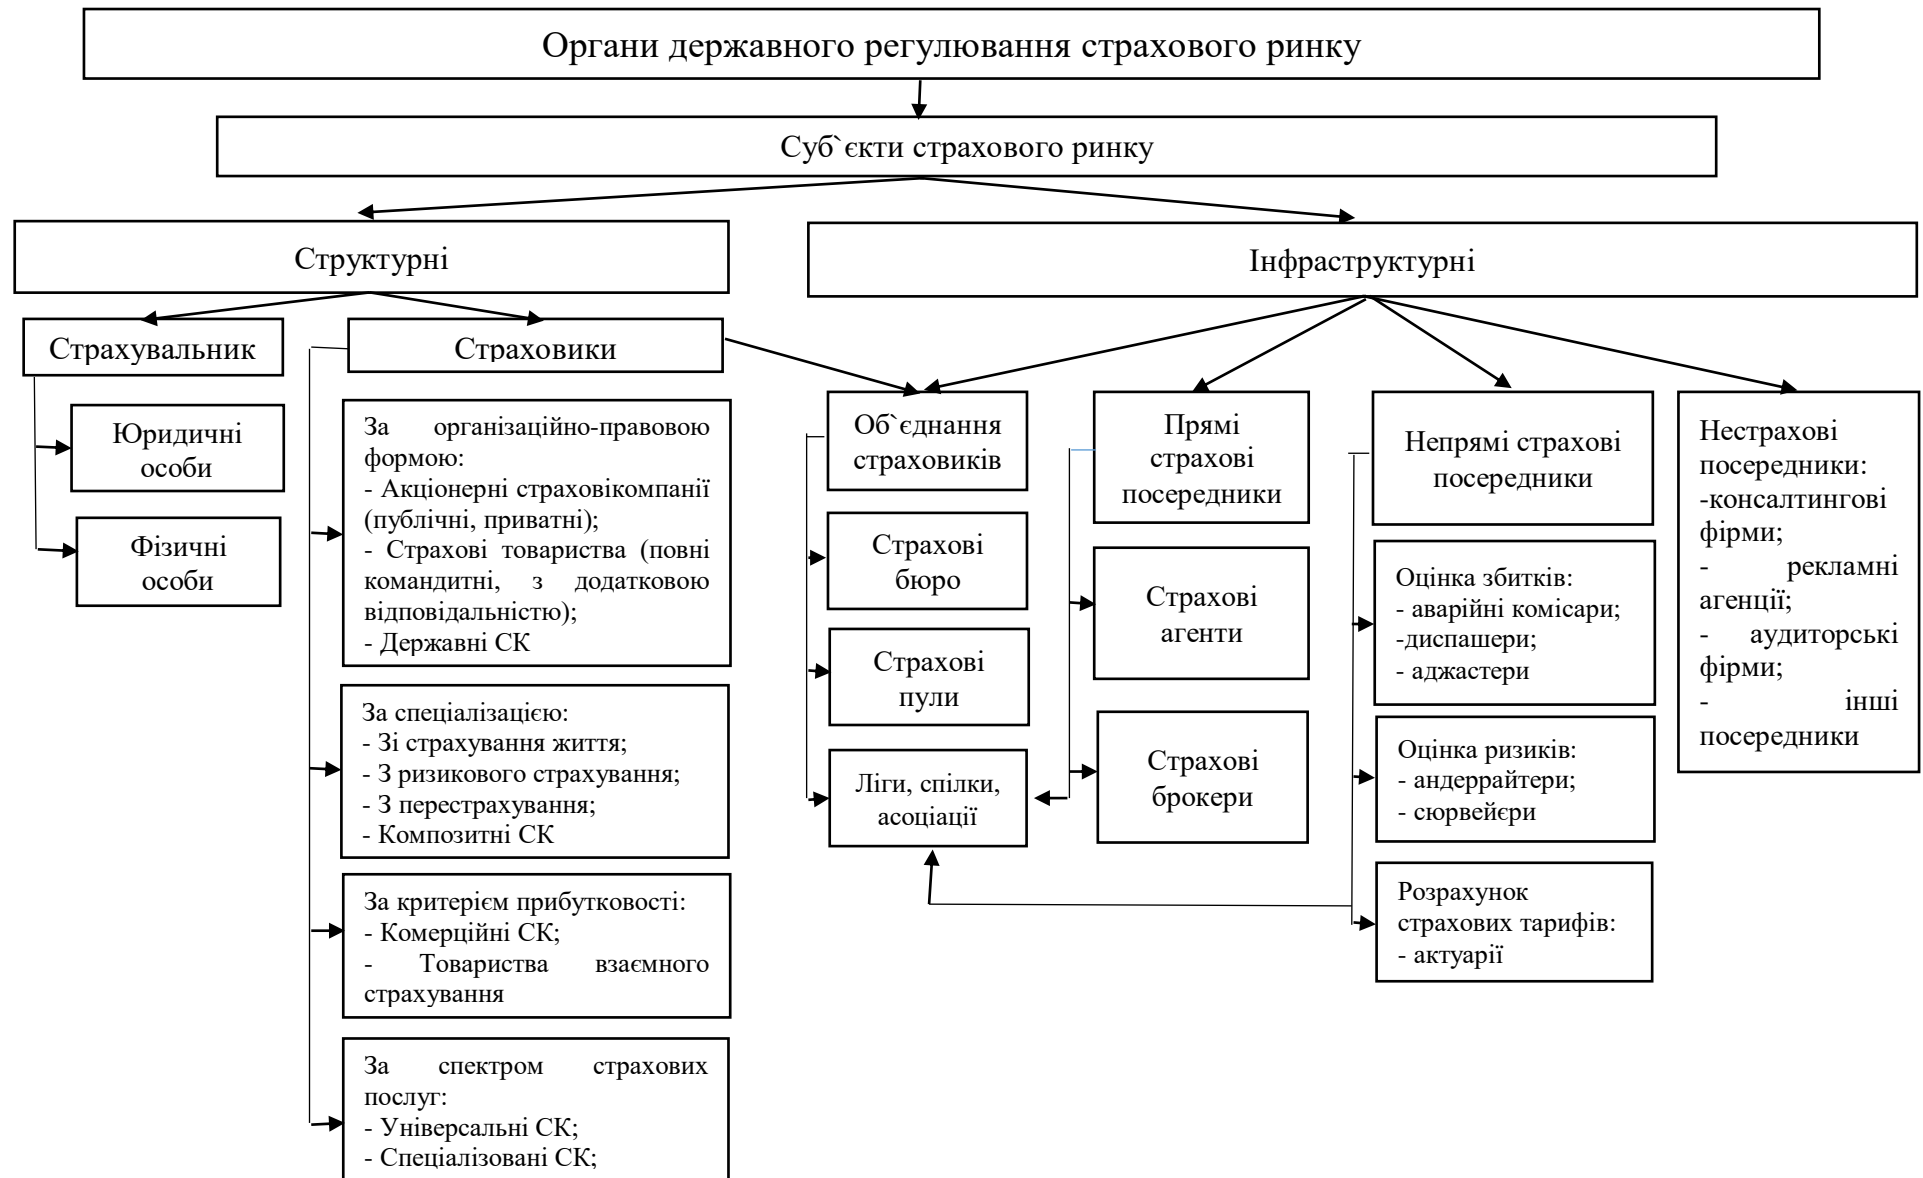 Органи державного регулювання страхового ринку
Суб`єкти страхового ринку
Структурні
Інфраструктурні
Страхувальник
Страховики
Юридичні
особи
Фізичні
особи
За організаційно-правовою
формою:
- Акціонерні страховікомпанії
(публічні, приватні);
- Страхові товариства (повні
командитні, з додатковою
відповідальністю);
- Державні СК
За спеціалізацією:
- Зі страхування життя;
- З ризикового страхування;
- З перестрахування;
- Композитні СК
За критерієм прибутковості:
- Комерційні СК;
- Товариства взаємного
страхування
За спектром страхових
послуг:
- Універсальні СК;
- Спеціалізовані СК;
Об`єднання
страховиків
Страхові
бюро
Страхові
пули
Ліги, спілки,
асоціації
Прямі
страхові
посередники
Страхові
агенти
Страхові
брокери
Непрямі страхові
посередники
Оцінка збитків:
- аварійні комісари;
-диспашери;
- аджастери
Оцінка ризиків:
- андеррайтери;
- сюрвейєри
Розрахунок
страхових тарифів:
- актуарії
Нестрахові
посередники:
-консалтингові
фірми;
- рекламні
агенції;
- аудиторські
фірми;
- інші
посередники